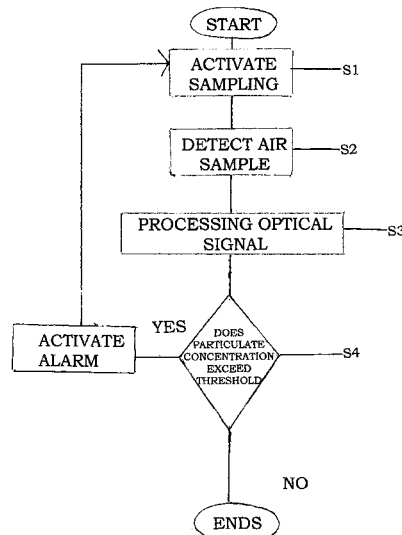 START
ACTIVATE
SAMPLING
S1
DETECT AIR
SAMPLE
S2
PROCESSING OPTICAL
SIGNAL
S3
YES
ACTIVATE
ALARM
DOES
PARTICULATE
CONCENTRATION
EXCEED
THRESHOLD
S4
NO
ENDS